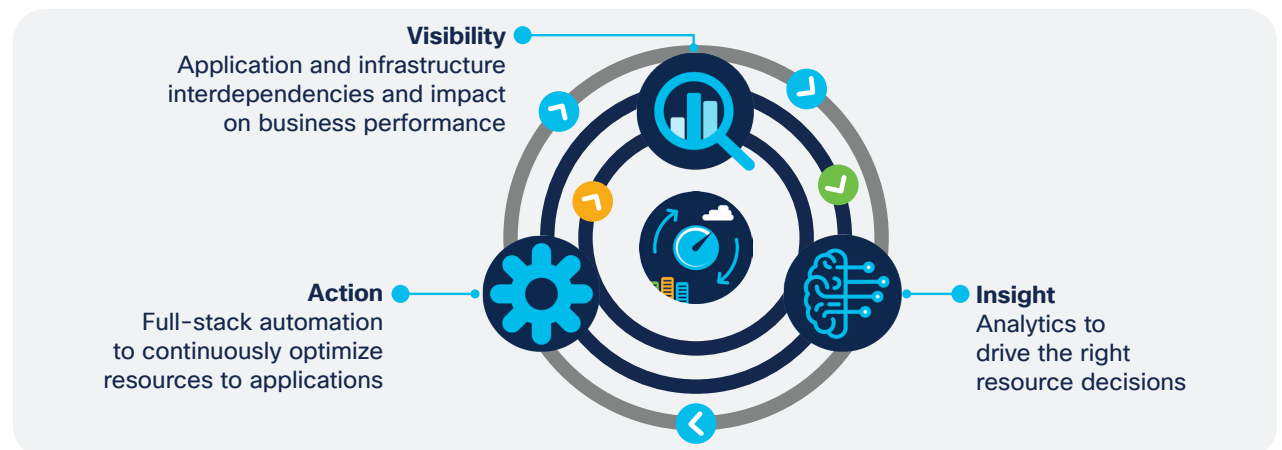 Visibility
Application and infrastructure
interdependencies and impact
on business performance
Action
Full-stack automation
to continuously optimize
resources to applications
Insight
Analytics to
drive the right
resource decisions